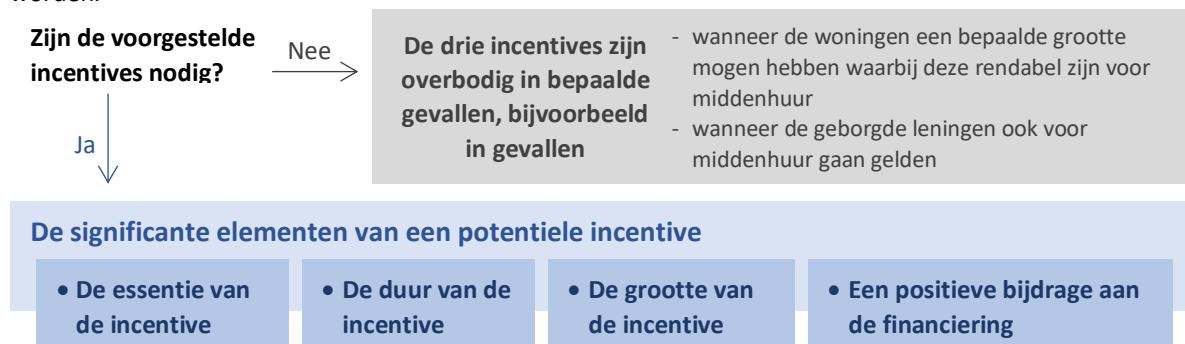 Zijn de voorgestelde
incentives nodig?
Nee
De drie incentives zijn
overbodig in bepaalde
gevallen, bijvoorbeeld
in gevallen
- wanneer de woningen een bepaalde grootte
mogen hebben waarbij deze rendabel zijn voor
middenhuur
- wanneer de geborgde leningen ook voor
middenhuur gaan gelden
Ja
De significante elementen van een potentiele incentive
• De essentie van
de incentive
• De duur van de
incentive
• De grootte van
de incentive
• Een positieve bijdrage aan
de financiering